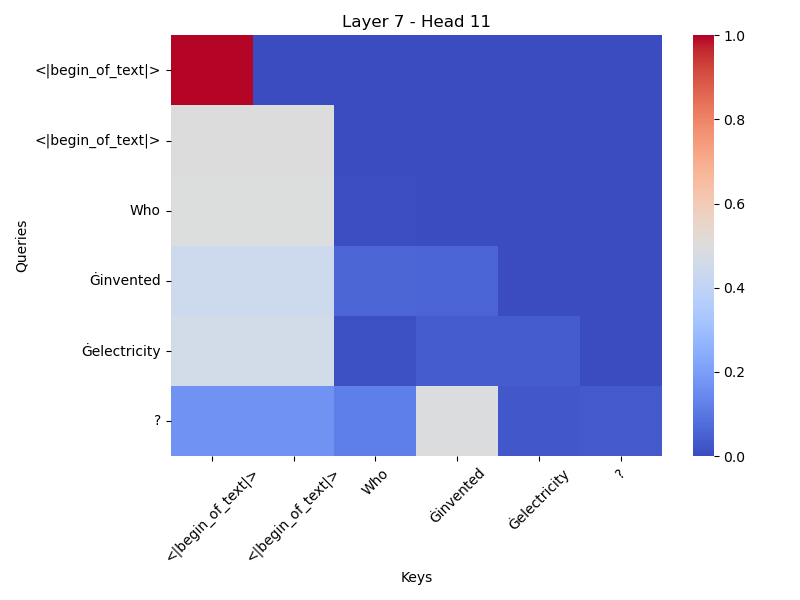 Layer 7 - Head 11
<|begin_of_text|>
<|begin_of_text|>
Who
Ġinvented
Ġelectricity
?
Queries
<|begin_of_text|>
<|begin_of_text|>
Who
Ġinvented
Ġelectricity
?
Keys
1.0
0.8
0.6
0.4
0.2
0.0